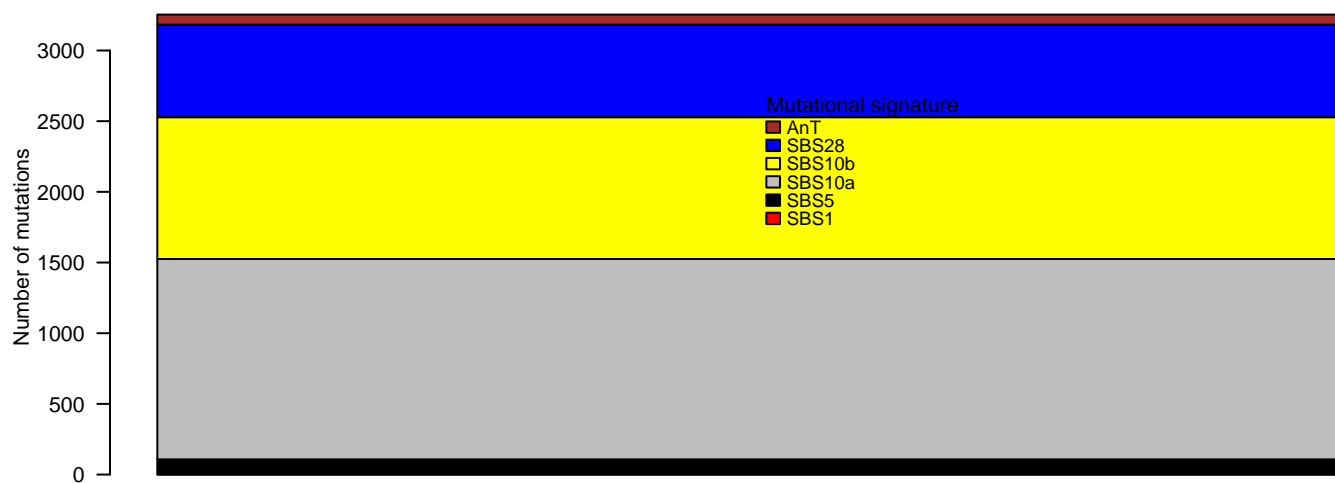 Number of mutations
3000
2500
2000
1500
1000
500
0
Mutational signature
AnT
SBS28
SBS10b
SBS10a
SBS5
SBS1